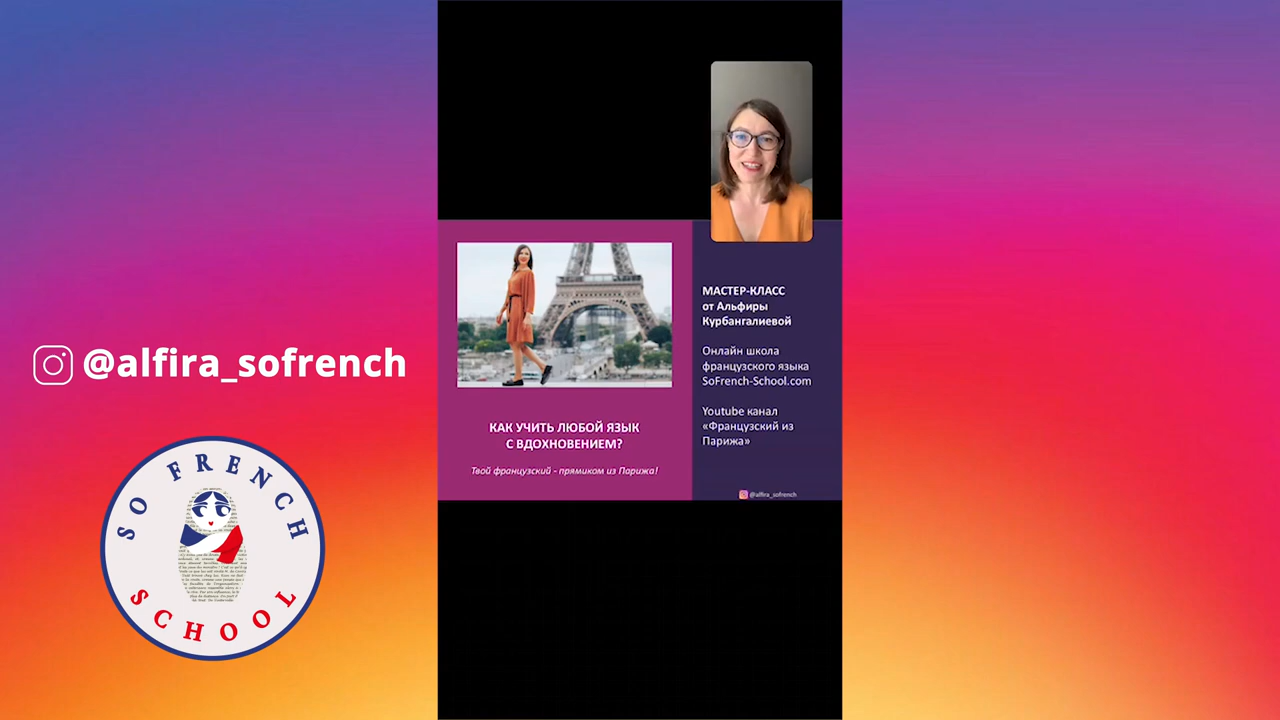 @alfira_sofrench
SO FRENCH
SCHOOL
КАК УЧИТЬ ЛЮБОЙ ЯЗЫК
С ВДОХНОВЕНИЕМ?
Твой французский - прямиком из Парижа!
МАСТЕР-КЛАСС
от Альфиры
Курбангалиевой
Онлайн школа
французского языка
SoFrench-School.com
Youtube канал
«Французский из
Парижа»
@alfira_sofrench